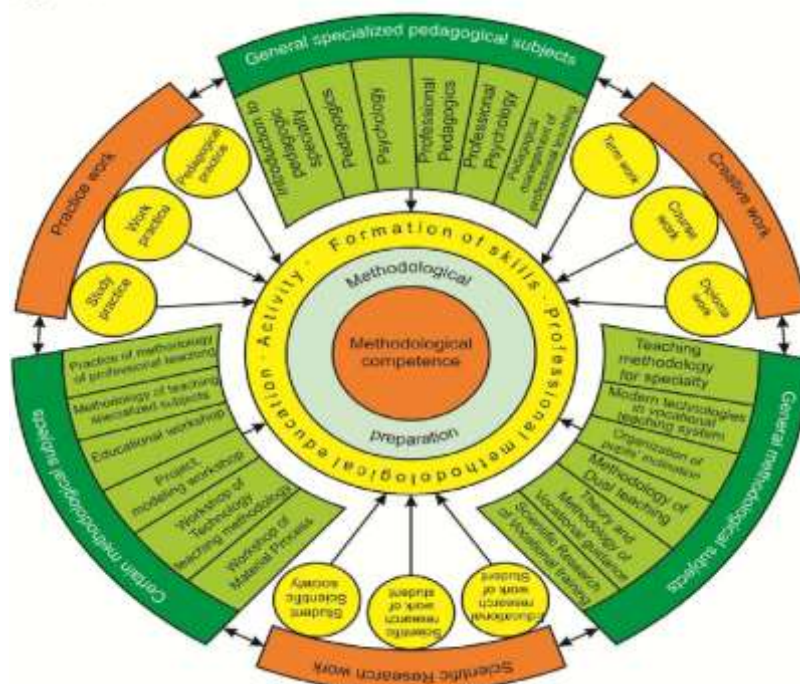 General specialized pedagogical subjects
Introduction to
pedagogic
specialty
Pedagogics
Psychology
Professional
Pedagogics
Professional
Psychology
Pedagogical
management of
professional teaching
Practice work
Pedagogical
practice
Work
practice
Study
practice
Creative work
Term work
Course
work
Dyploma
work
Activity · Formation of skills · professional methodological education ·
Methodological
preparation
Methodological
competence
Certain methodological subjects
Practice of methodology
of professional teaching
Methodology of teaching
specialized subjects
Educational workshop
Project
modeling workshop
Workshop of
Technology
teaching methodology
Workshop of
Material Process
General methodological subjects
Teaching
methodology
for specialty
Modern technologies
in vocational
teaching system
Organization of
pupils'
Methodology of
Dual teaching
Theory and
Methodology of
Vocational guidance
Scientific Research
of Vocational training
Scientific Research work
Student
Scientific
society
Scientific
research
work of
student
Educational
research
work of
Student